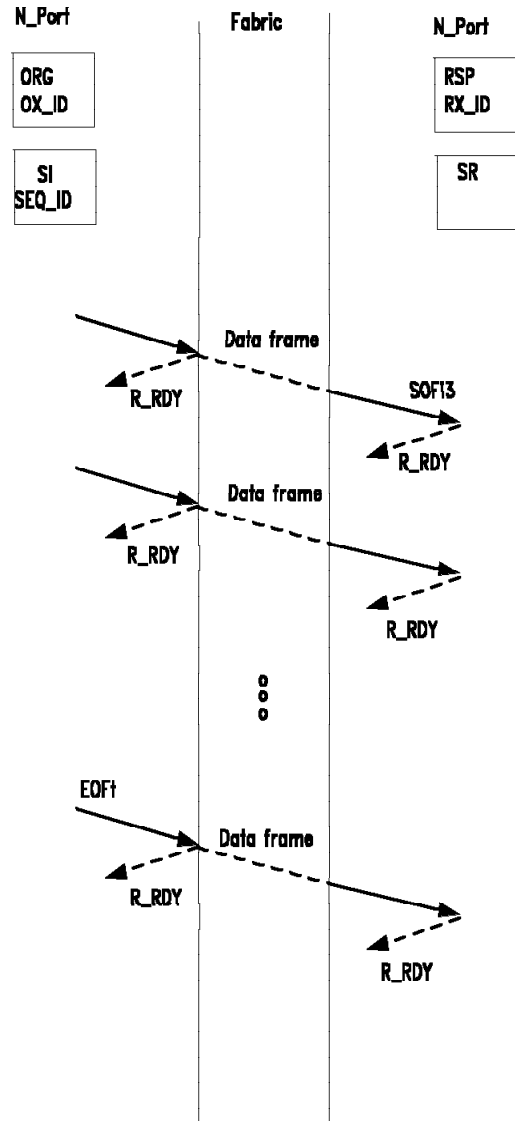 N_Port
Fabric
N_Port
ORG
OX_ID
RSP
RX_ID
SI
SEQ_ID
SR
Data frame
R_RDY
SOFi3
R_RDY
Data frame
R_RDY
R_RDY
EOFt
Data frame
R_RDY
R_RDY